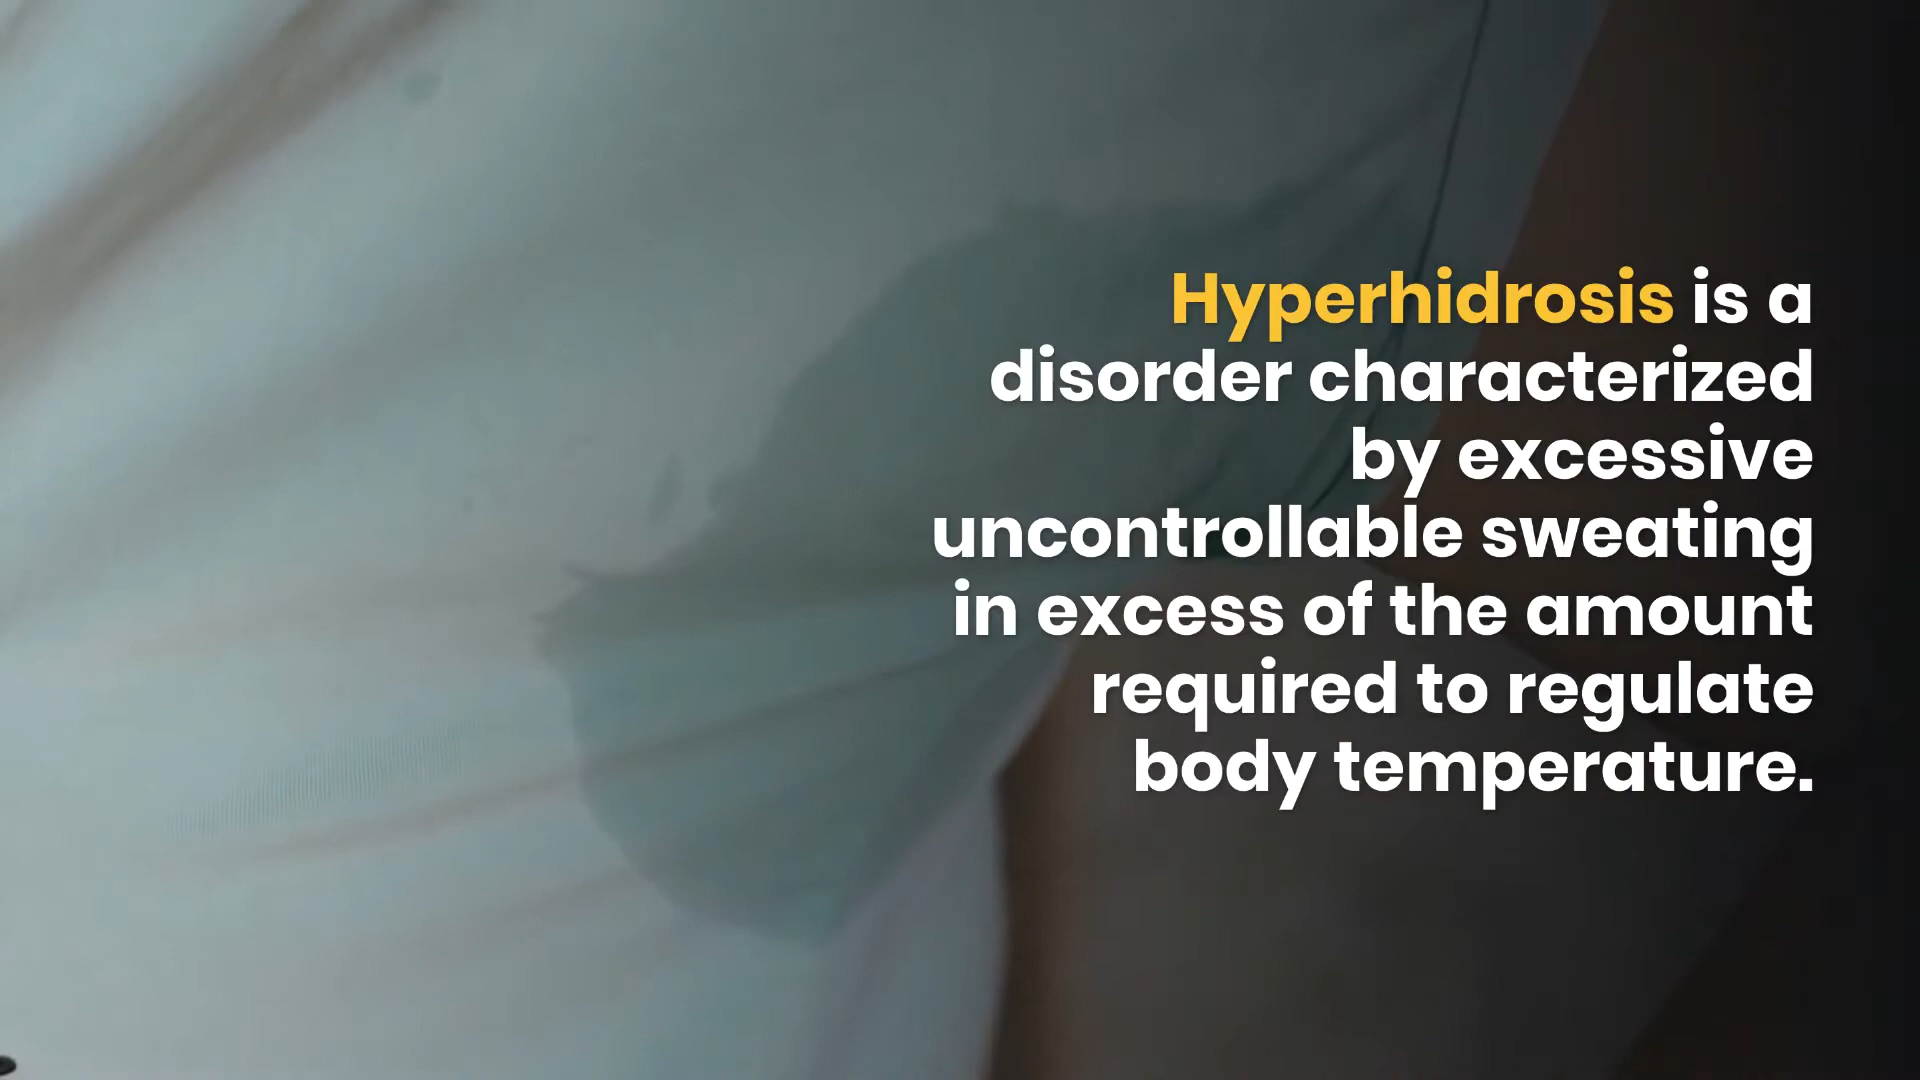 Hyperhidrosis is a
disorder characterized
by excessive
uncontrollable sweating
in excess of the amount
required to regulate
body temperature.